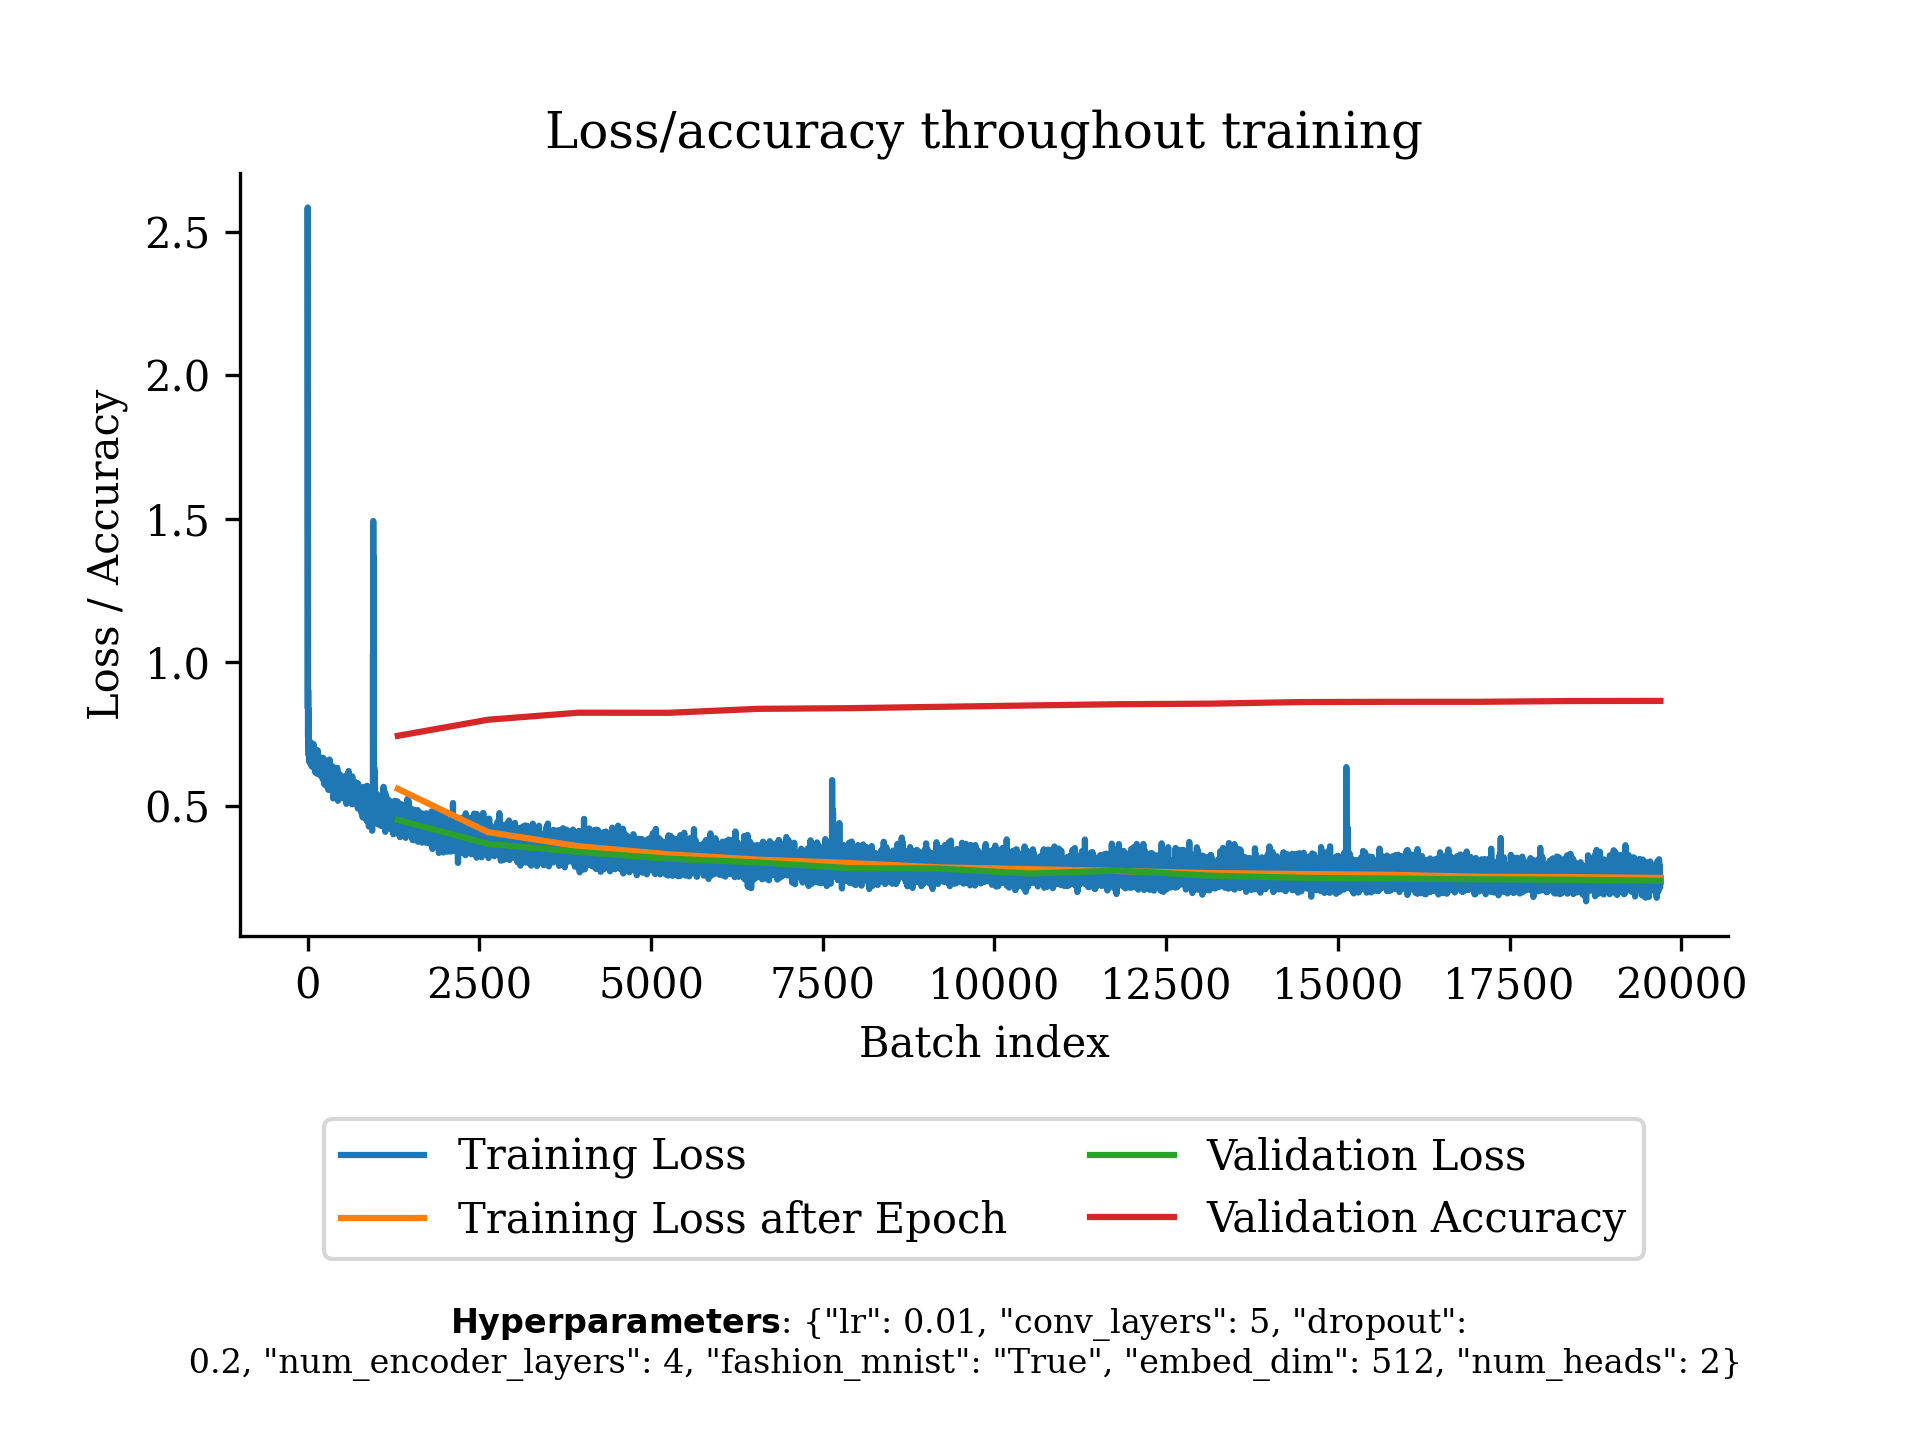 Loss/accuracy throughout training
Loss / Accuracy
2.5
2.0
1.5
1.0
0.5
0 2500 5000 7500 10000 12500 15000 17500 20000
Batch index
Training Loss
Training Loss after Epoch
Validation Loss
Validation Accuracy
Hyperparameters: {"lr": 0.01, "conv_layers": 5, "dropout":
0.2, "num_encoder_layers": 4, "fashion_mnist": "True", "embed_dim": 512, "num_heads": 2}